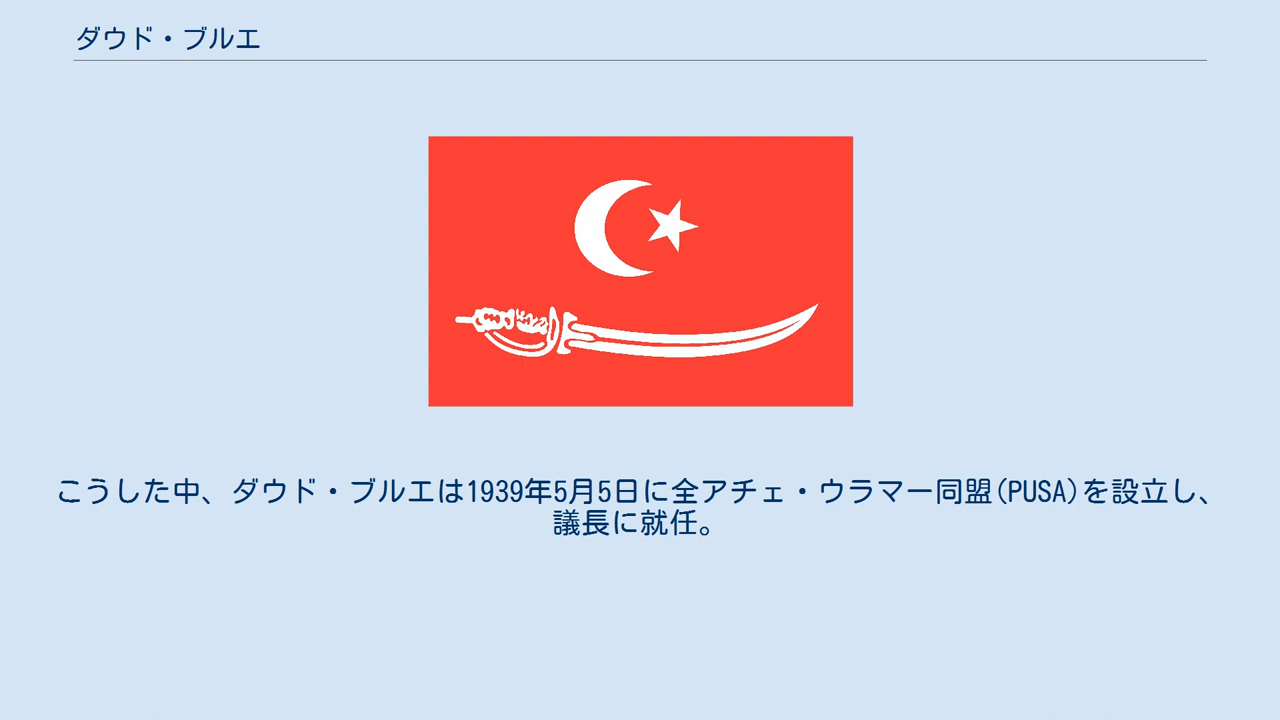 ダウド・ブルエ
こうした中、ダウド・ブルエは1939年5月5日に全アチェ・ウラマー同盟(PUSA)を設立し、
議長に就任。